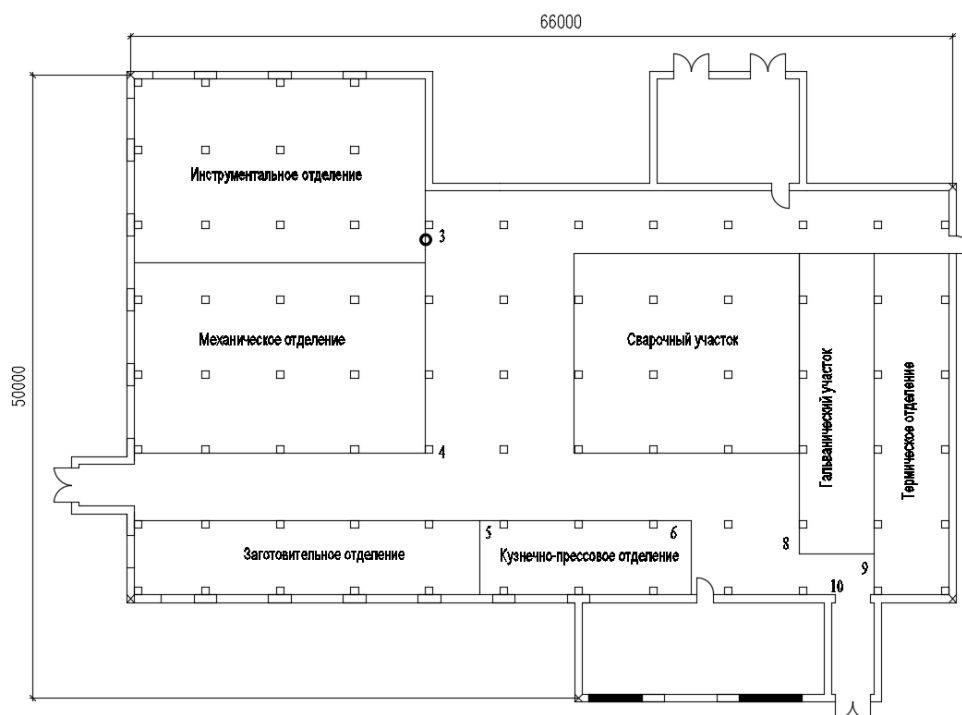 66000
Инструментальное отделение
3
Механическое отделение
Сварочный участок
50000
Гальванический участок
Термическое отделение
4
5
6
8
Заготовительное отделение
Кузнечно-прессовое отделение
9
10